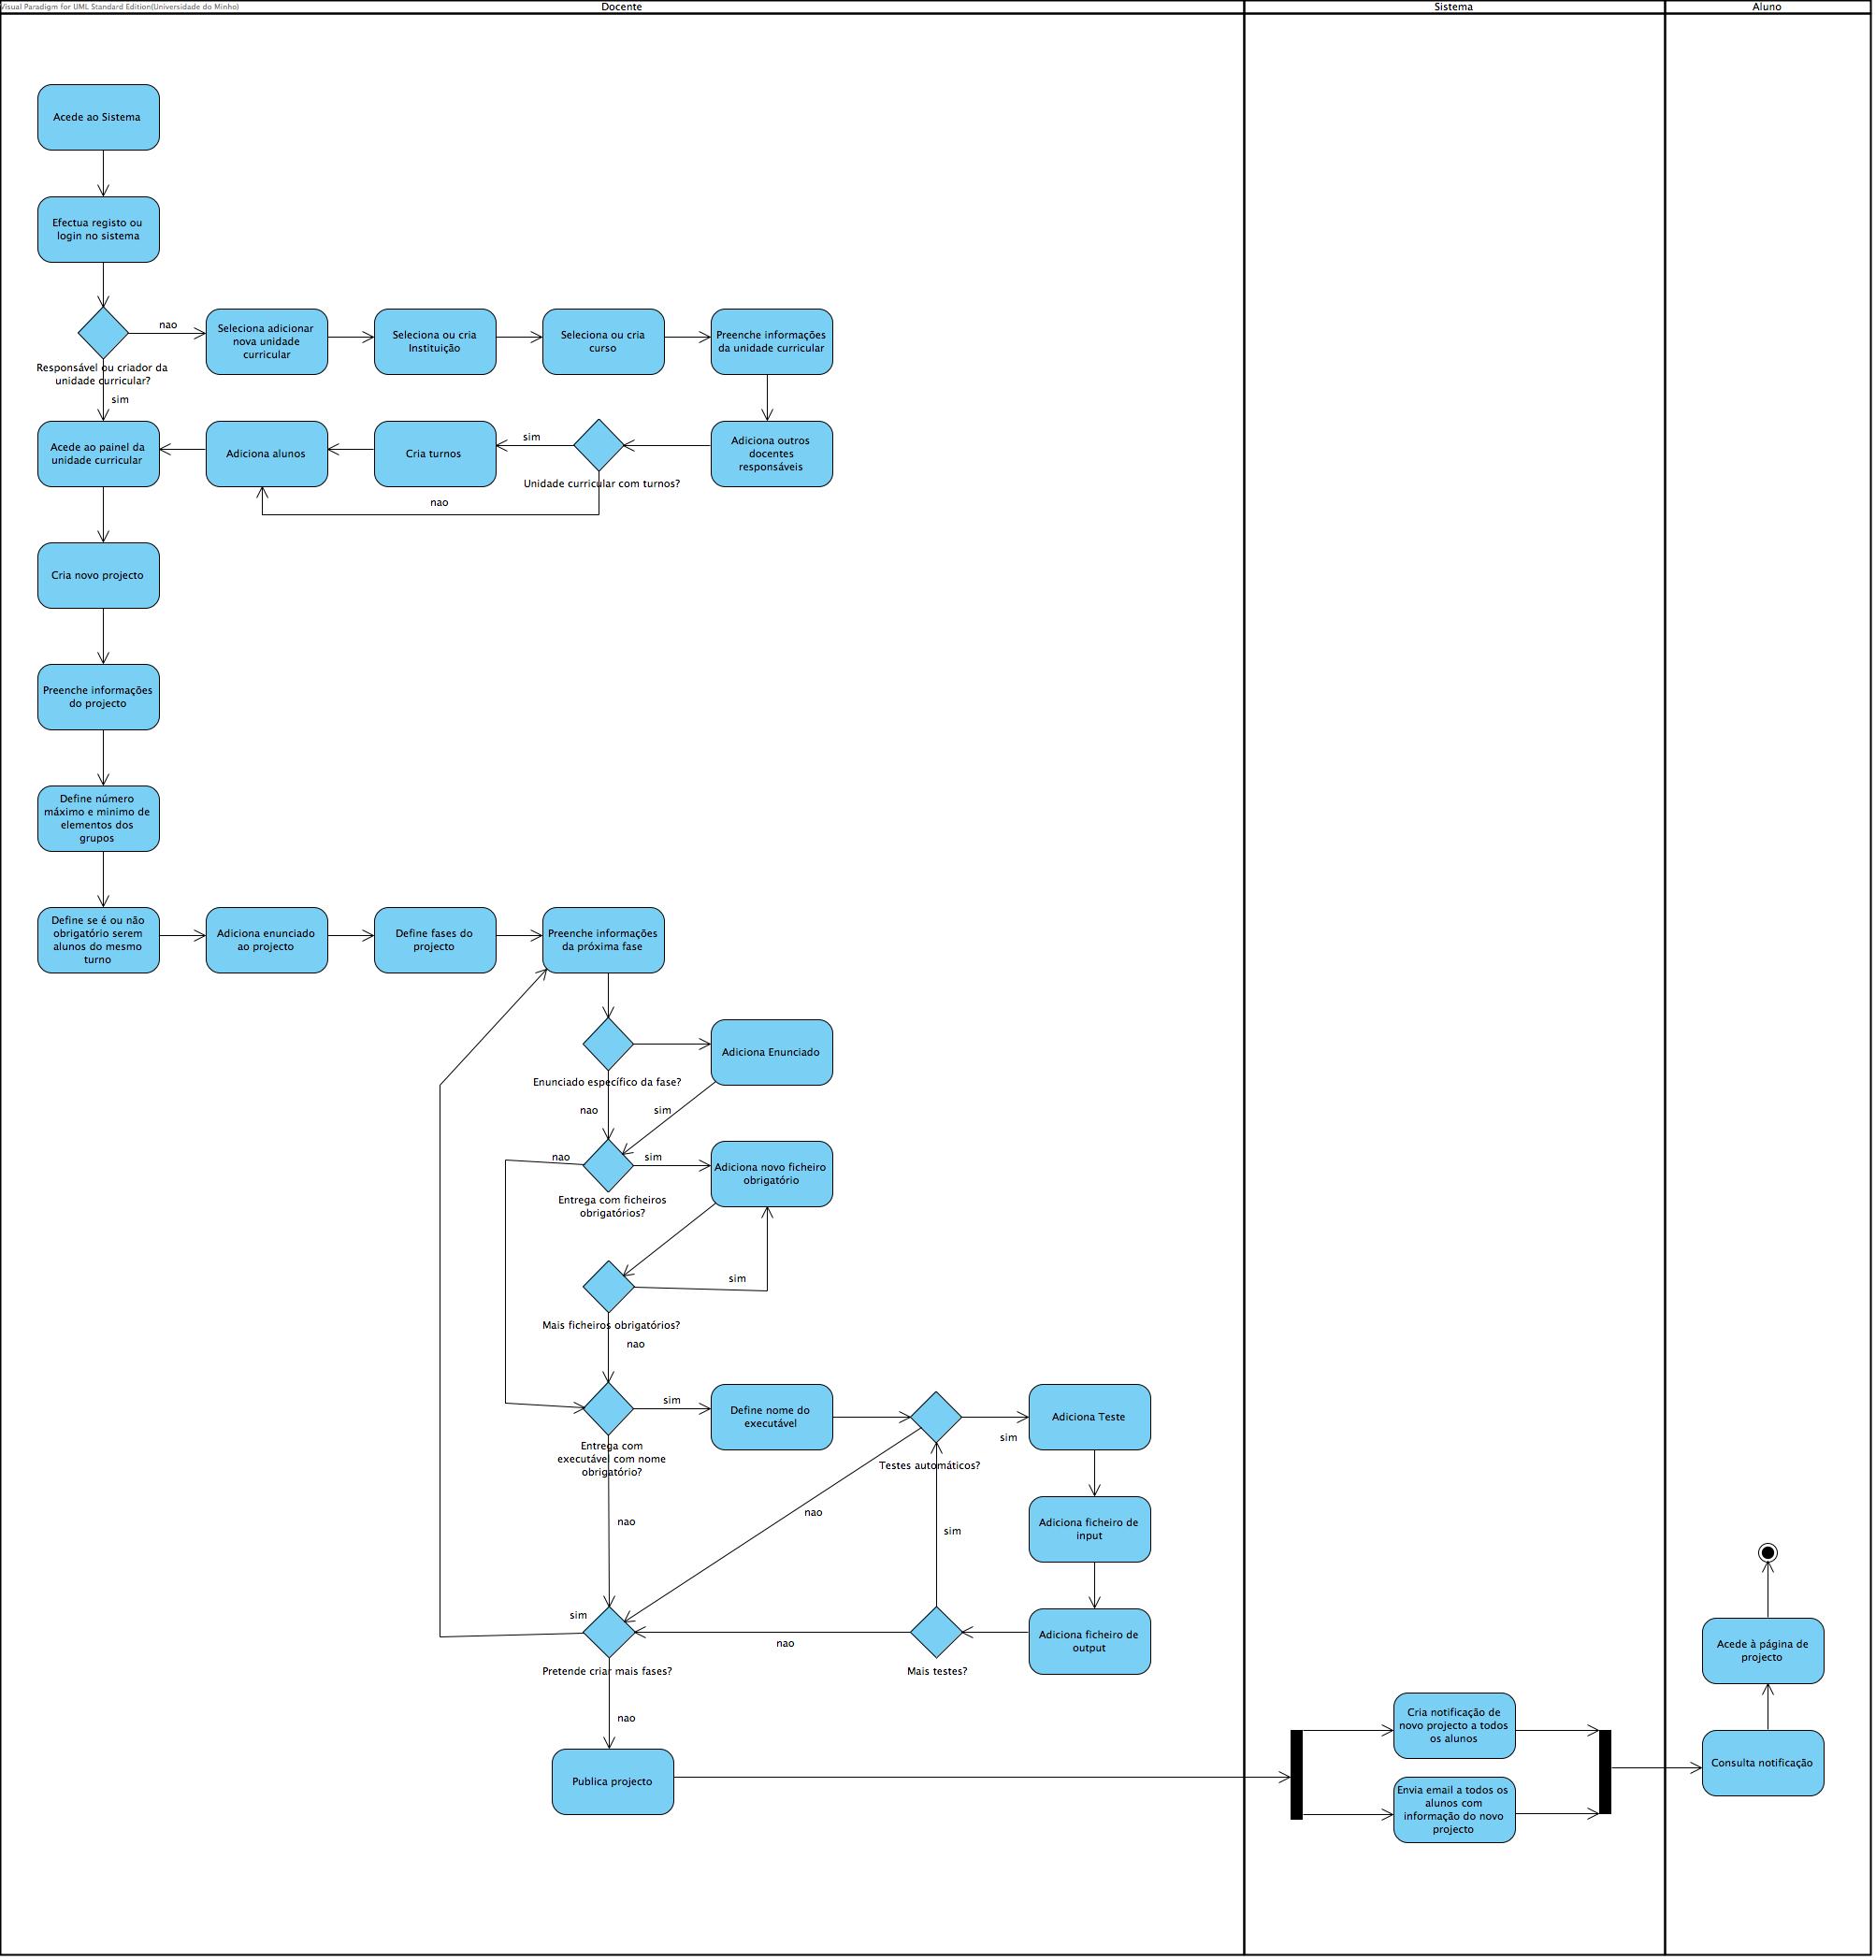 Visual Paradigm for UML Standard Edition(Universidade do Minho)
Docente
Sistema
Aluno
Acede ao Sistema
Efectua registo ou
login no sistema
nao
Responsável ou criador da
unidade curricular?
sim
Seleciona adicionar
nova unidade
curricular
Seleciona ou cria
Instituição
Seleciona ou cria
curso
Preenche informações
da unidade curricular
Acede ao painel da
unidade curricular
Adiciona alunos
Cria turnos
sim
Unidade curricular com turnos?
nao
Adiciona outros
docentes
responsáveis
Cria novo projecto
Preenche informações
do projecto
Define número
máximo e minimo de
elementos dos
grupos
Define se é ou não
obrigatório serem
alunos do mesmo
turno
Adiciona enunciado
ao projecto
Define fases do
projecto
Preenche informações
da próxima fase
Adiciona Enunciado
Enunciado específico da fase?
nao
sim
nao
sim
Adiciona novo ficheiro
obrigatório
Entrega com ficheiros
obrigatórios?
sim
Mais ficheiros obrigatórios?
nao
sim
Define nome do
executável
Adiciona Teste
sim
Entrega com
executável com nome
obrigatório?
Testes automáticos?
nao
nao
sim
Adiciona ficheiro de
input
sim
nao
Adiciona ficheiro de
output
Pretende criar mais fases?
Mais testes?
nao
Publica projecto
Cria notificação de
novo projecto a todos
os alunos
Envia email a todos os
alunos com
informação do novo
projecto
Acede à página de
projecto
Consulta notificação